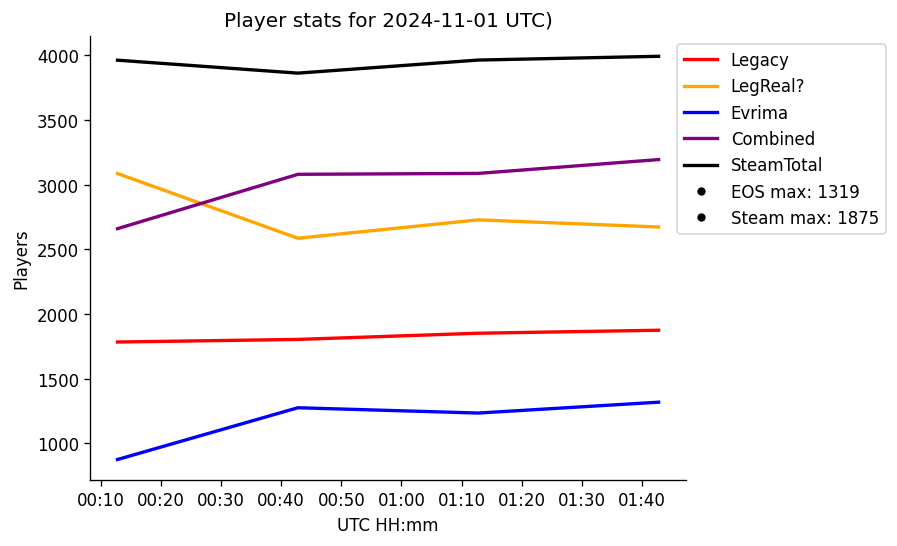 Player stats for 2024-11-01 UTC)
4000
3500
3000
2500
2000
1500
1000
Players
00:10 00:20 00:30 00:40 00:50 01:00 01:10 01:20 01:30 01:40
UTC HH:mm
Legacy
LegReal?
Evrima
Combined
SteamTotal
EOS max: 1319
Steam max: 1875